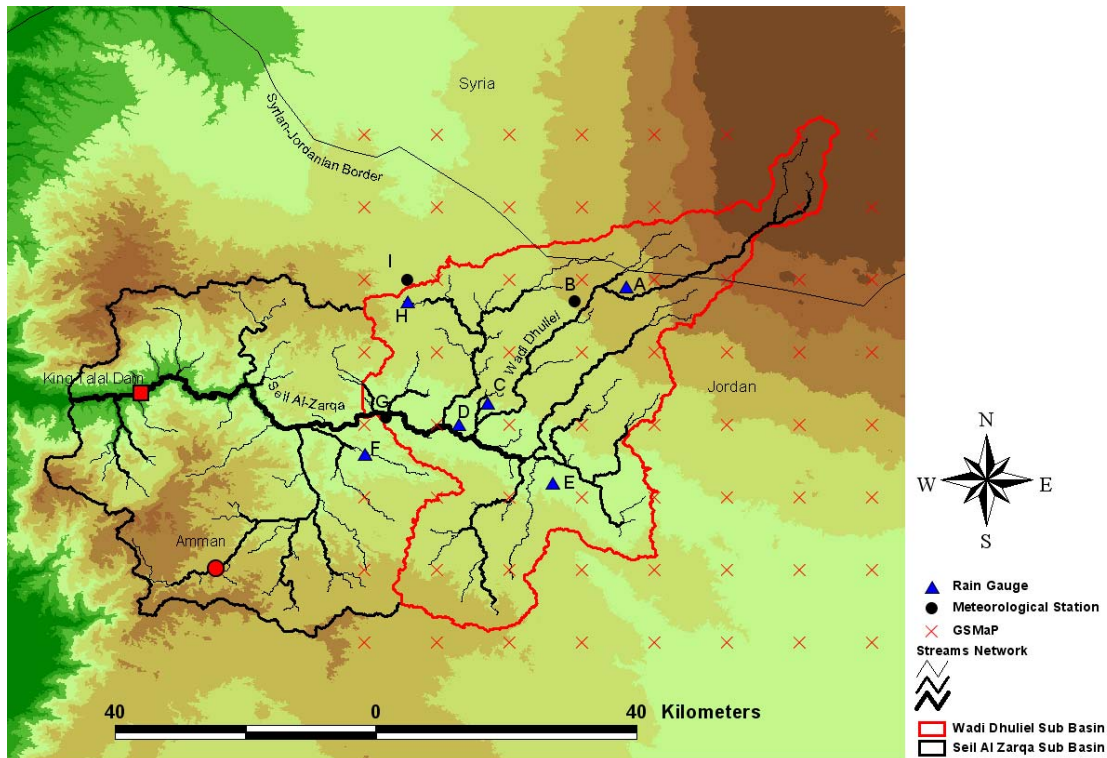 Syria
Syrian-Jordanian Border
I
B
A
H
Wadi Dhuliel
King Talal Dam
Jordan
Seil Al-Zarqa
C
G
D
F
E
Amman
40 0 40 Kilometers
N
W E
S
Rain Gauge
Meteorological Station
GSMaP
Streams Network
Wadi Dhuliel Sub Basin
Seil Al Zarqa Sub Basin